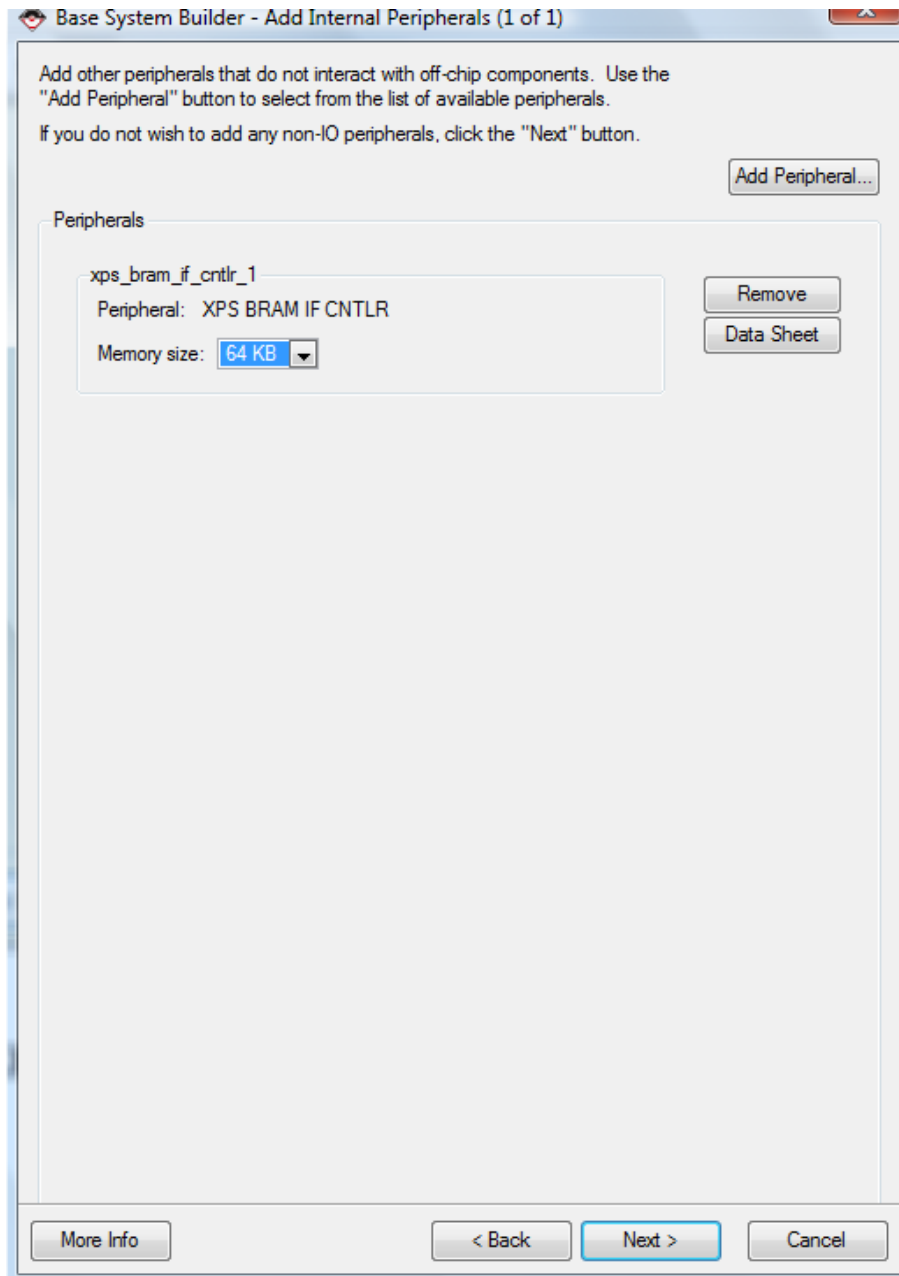 Base System Builder - Add Internal Peripherals (1 of 1)
Add other peripherals that do not interact with off-chip components. Use the
"Add Peripheral" button to select from the list of available peripherals.
If you do not wish to add any non-IO peripherals, click the "Next" button.
Add Peripheral...
Peripherals
xps_bram_if_cntlr_1
Peripheral: XPS BRAM IF CNTLR
Remove
Memory size: 64 KB
Data Sheet
More Info
< Back
Next >
Cancel